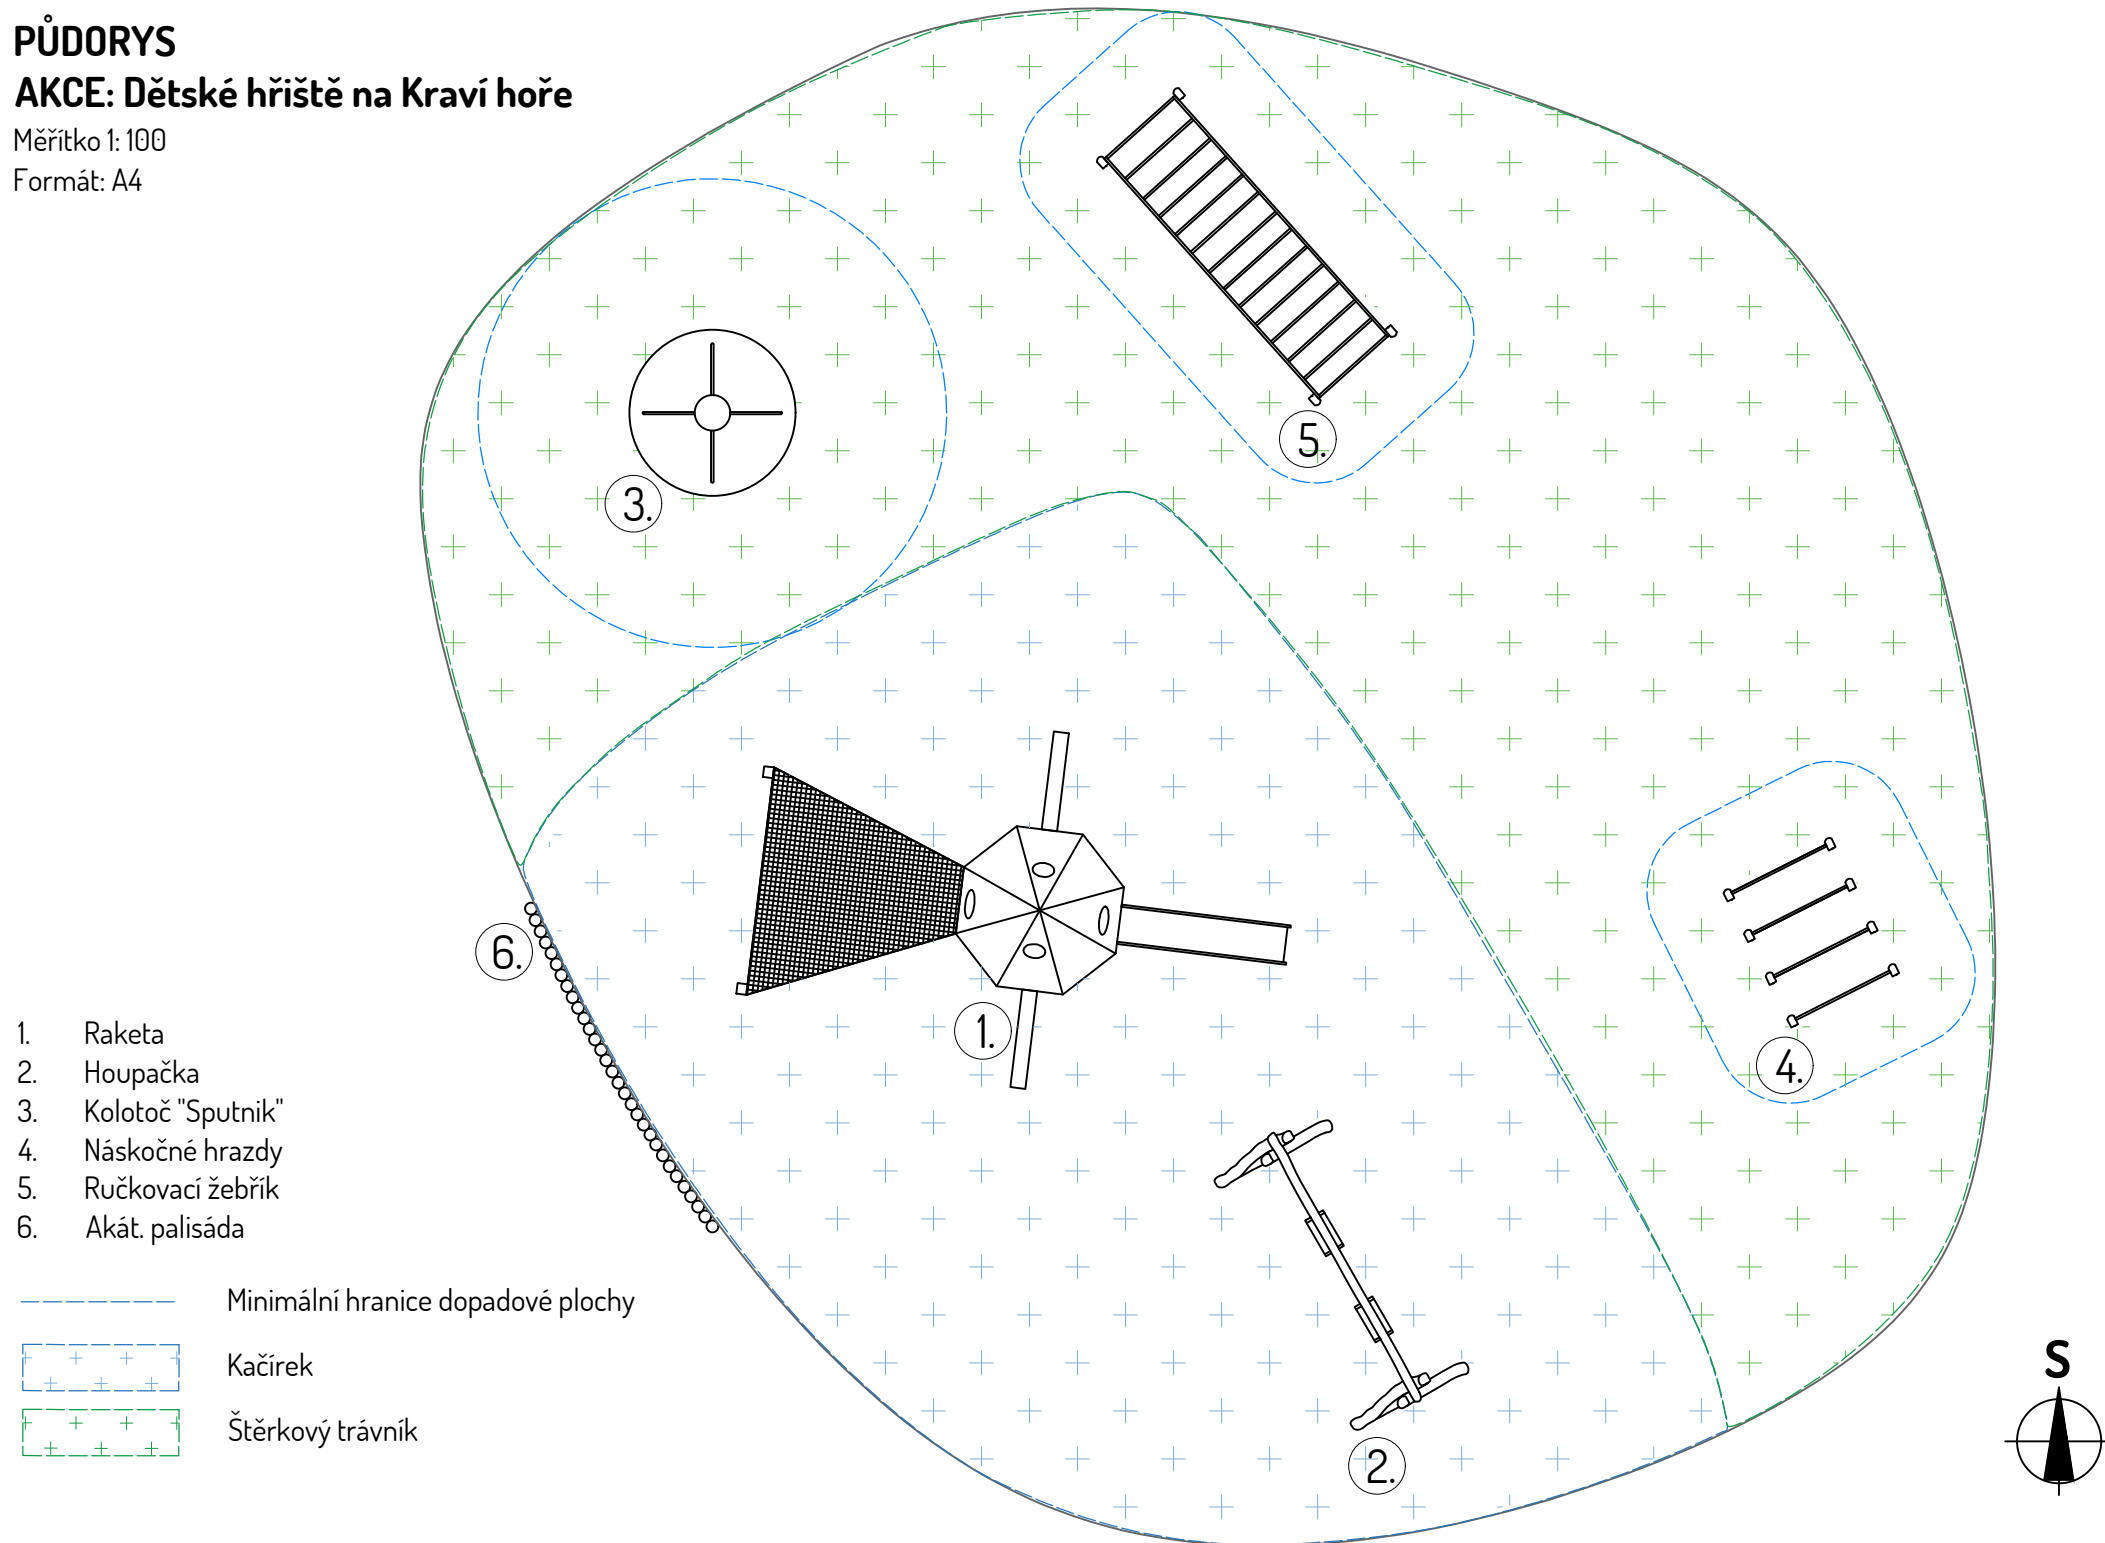 PŮDORYS
AKCE: Dětské hřiště na Kraví hoře
Měřítko 1: 100
Formát: A4
5.
3.
6.
1.
4.
2.
1. Raketa
2. Houpačka
3. Kolotoč "Sputnik"
4. Náskočné hrazdy
5. Ručkovací žebřík
6. Akát. palisáda
Minimální hranice dopadové plochy
Kačírek
Štěrkový trávník
S